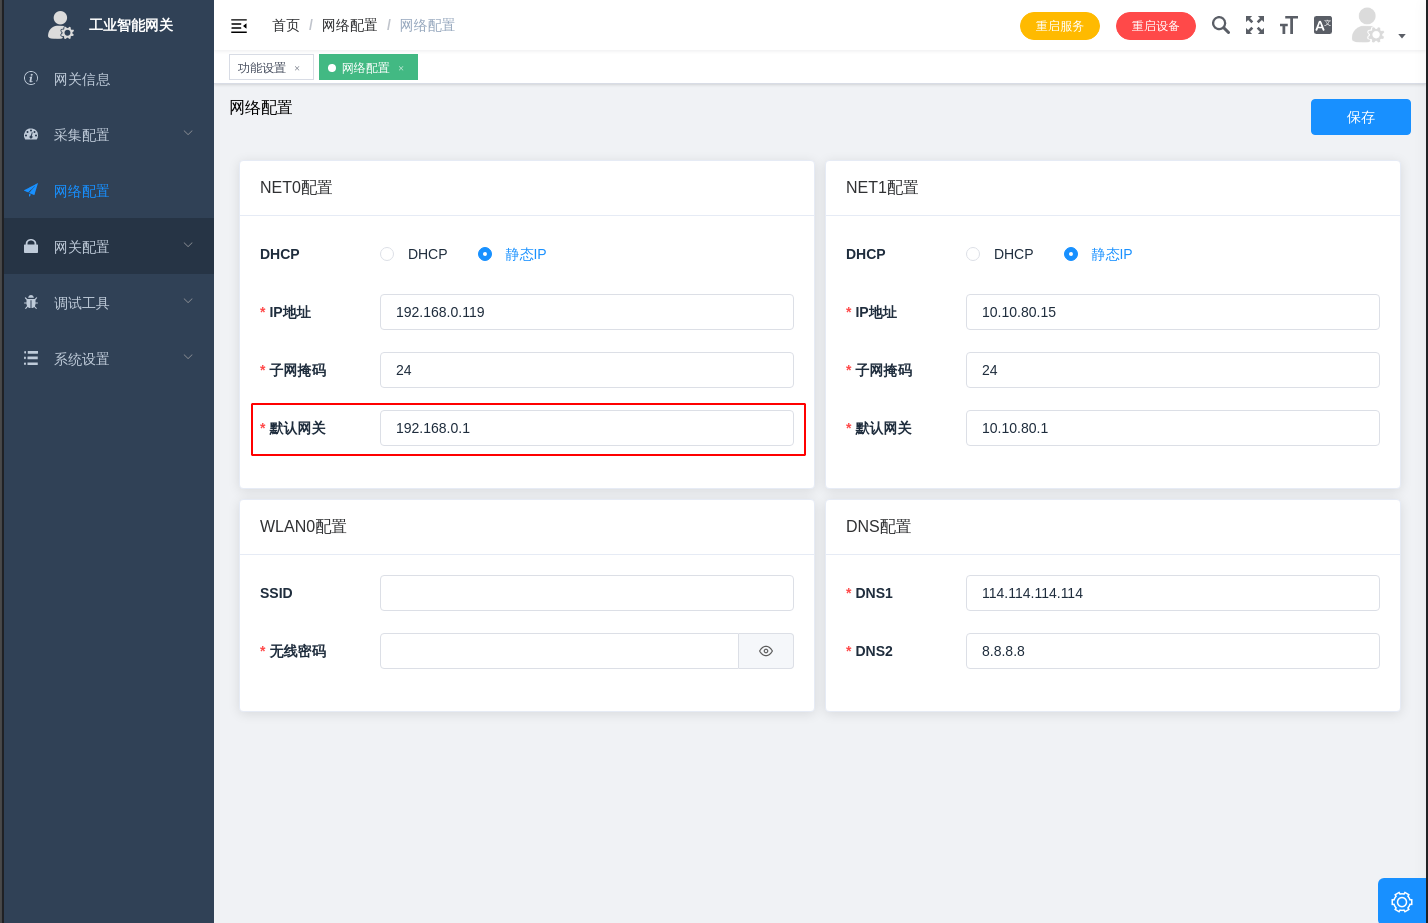 工业智能网关
网关信息
采集配置
网络配置
网关配置
调试工具
系统设置
首页 / 网络配置 / 网络配置
重启服务
重启设备
功能设置 ×
网络配置 ×
网络配置
保存
NET0配置
DHCP DHCP 静态IP
* IP地址 192.168.0.119
* 子网掩码 24
* 默认网关 192.168.0.1
NET1配置
DHCP DHCP 静态IP
* IP地址 10.10.80.15
* 子网掩码 24
* 默认网关 10.10.80.1
WLAN0配置
SSID
* 无线密码
DNS配置
* DNS1 114.114.114.114
* DNS2 8.8.8.8